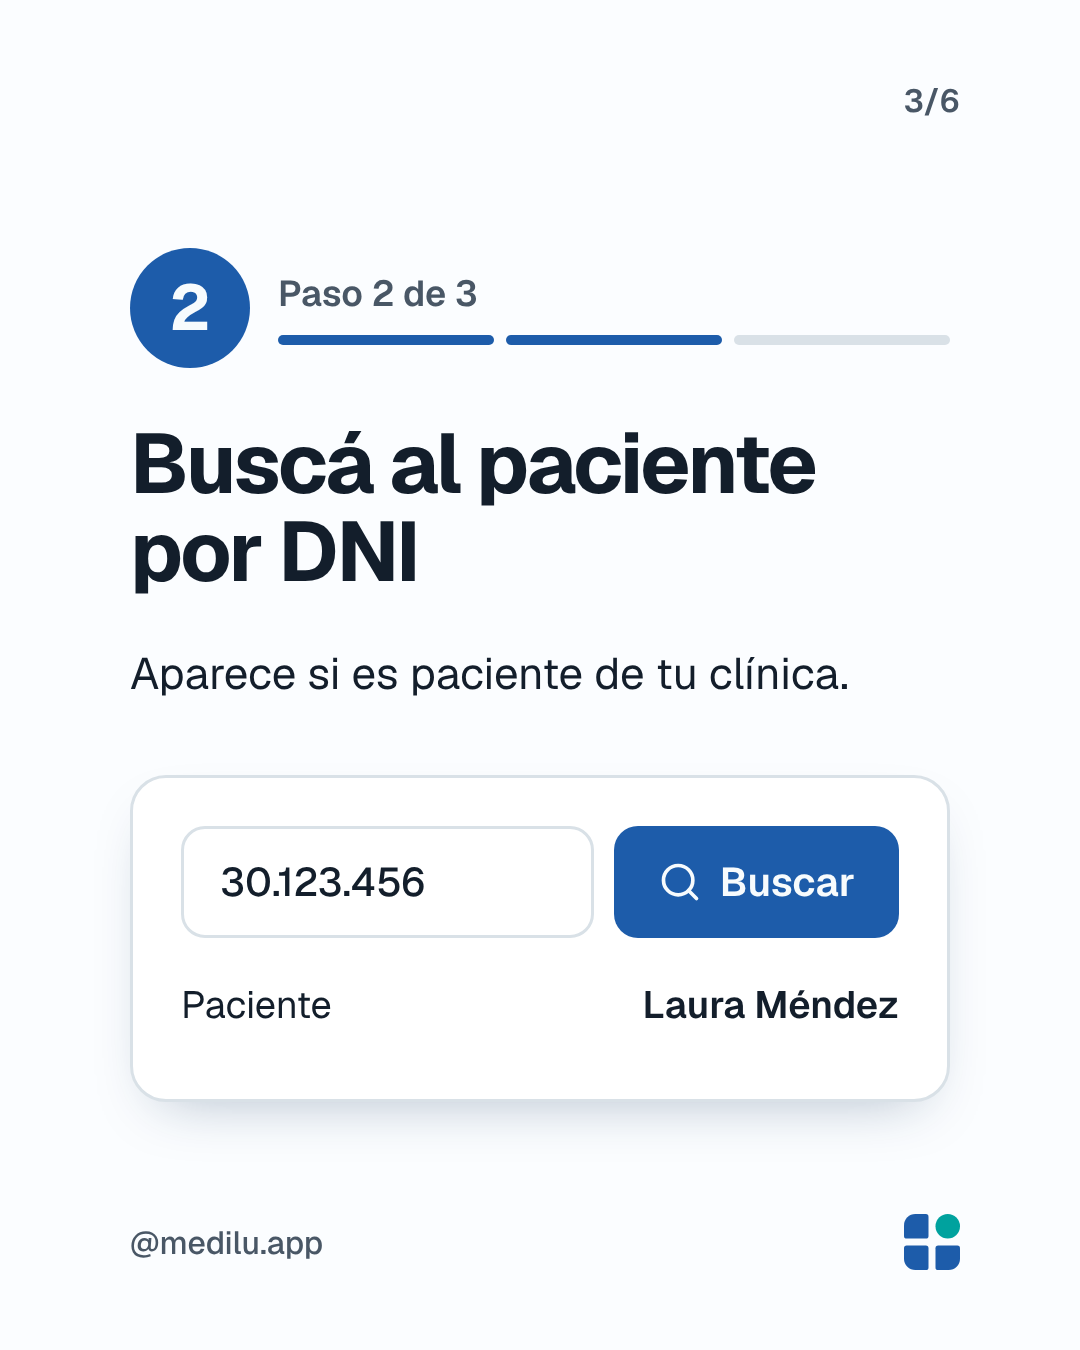 3/6
2
Paso 2 de 3
Buscá al paciente
por DNI
Aparece si es paciente de tu clínica.
30.123.456
Buscar
Paciente
Laura Méndez
@medilu.app